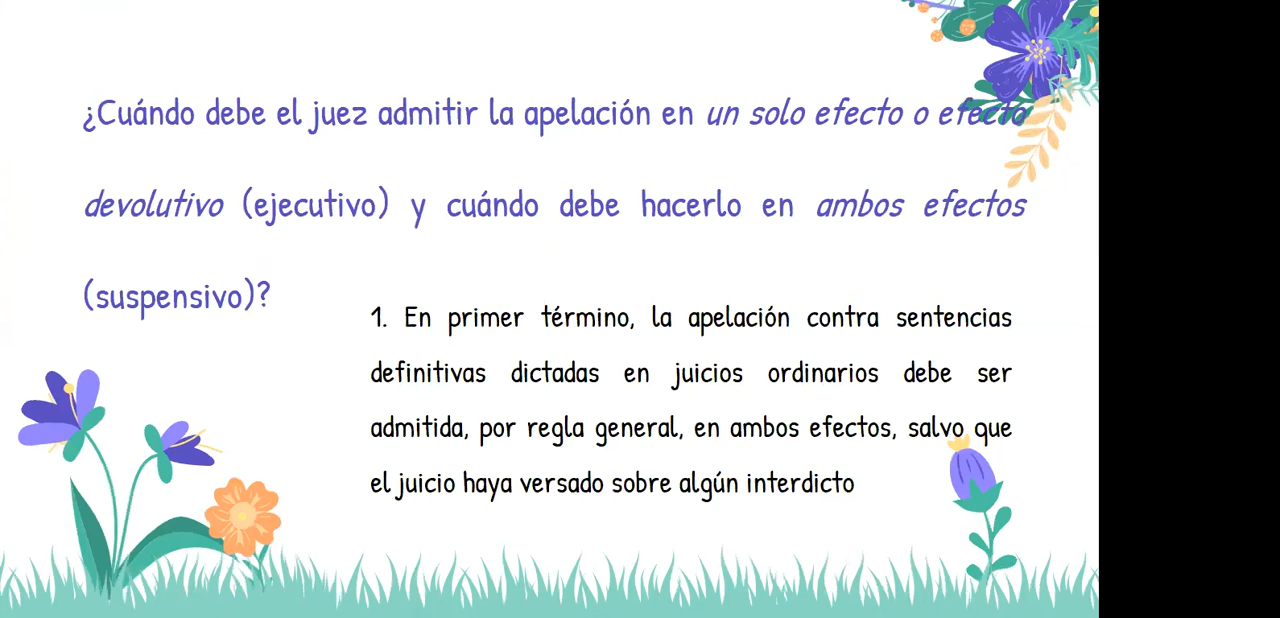 ¿Cuándo debe el juez admitir la apelación en un solo efecto o efecto
devolutivo (ejecutivo) y cuándo debe hacerlo en ambos efectos
(suspensivo)?
1. En primer término, la apelación contra sentencias
definitivas dictadas en juicios ordinarios debe ser
admitida, por regla general, en ambos efectos, salvo que
el juicio haya versado sobre algún interdicto